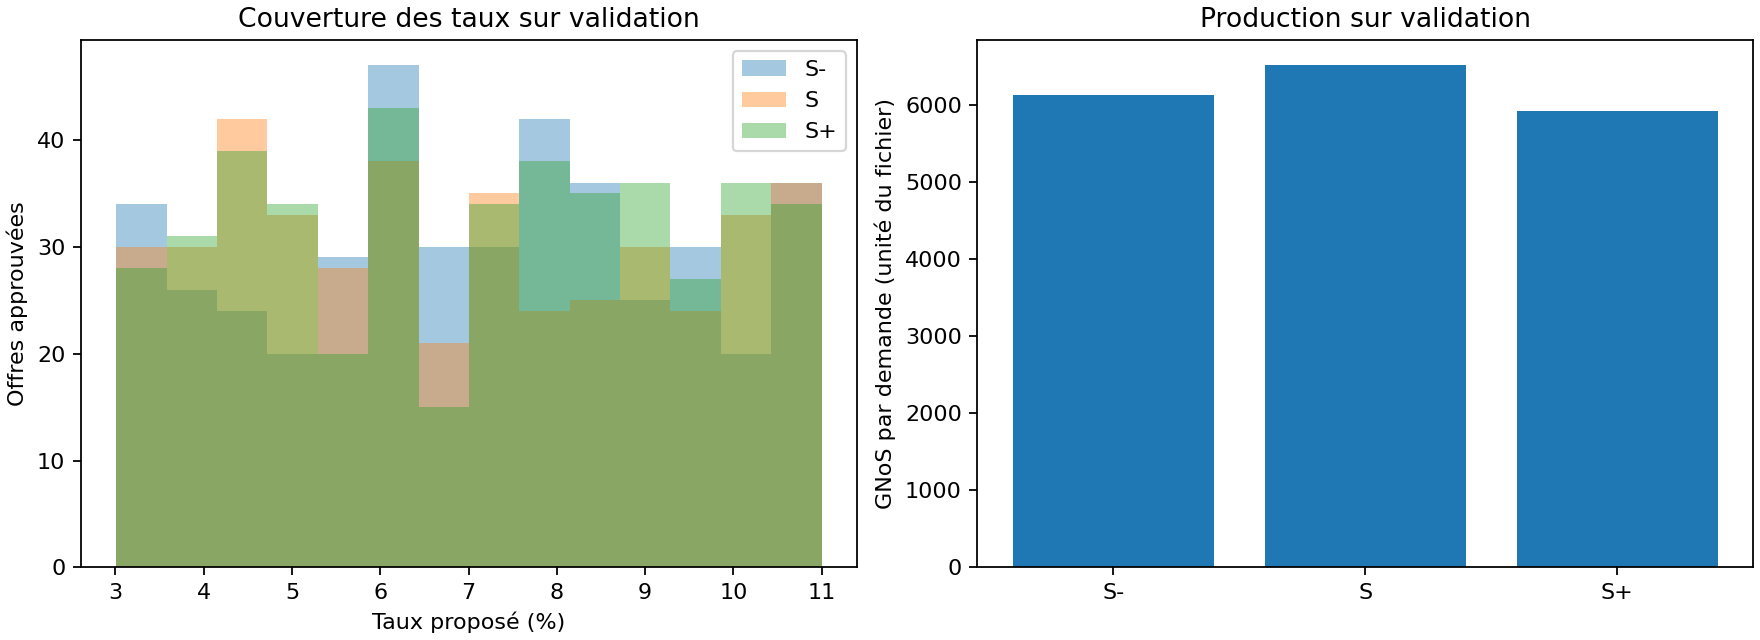 Couverture des taux sur validation
Offres approuvées
40
30
20
10
0
3 4 5 6 7 8 9 10 11
Taux proposé (%)
S-
S
S+
Production sur validation
GNoS par demande (unité du fichier)
6000
5000
4000
3000
2000
1000
0
S- S S+